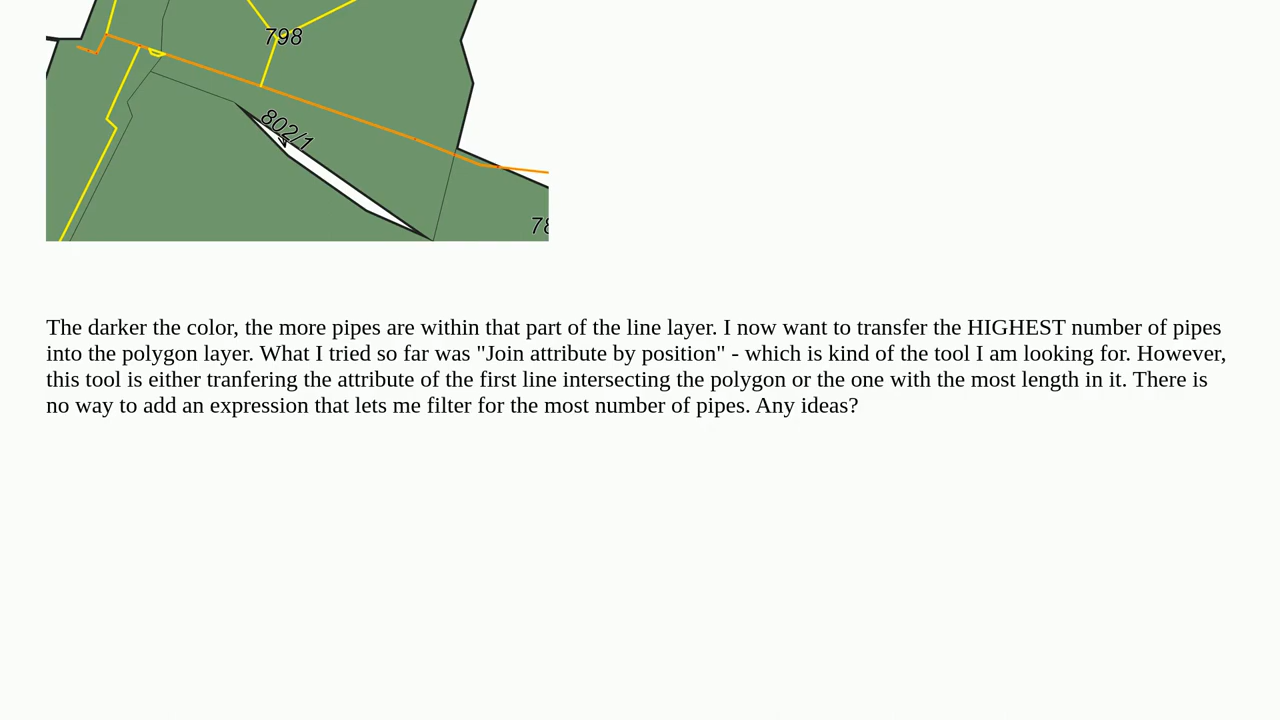 798
802/1
78
The darker the color, the more pipes are within that part of the line layer. I now want to transfer the HIGHEST number of pipes
into the polygon layer. What I tried so far was "Join attribute by position" - which is kind of the tool I am looking for. However,
this tool is either tranfering the attribute of the first line intersecting the polygon or the one with the most length in it. There is
no way to add an expression that lets me filter for the most number of pipes. Any ideas?